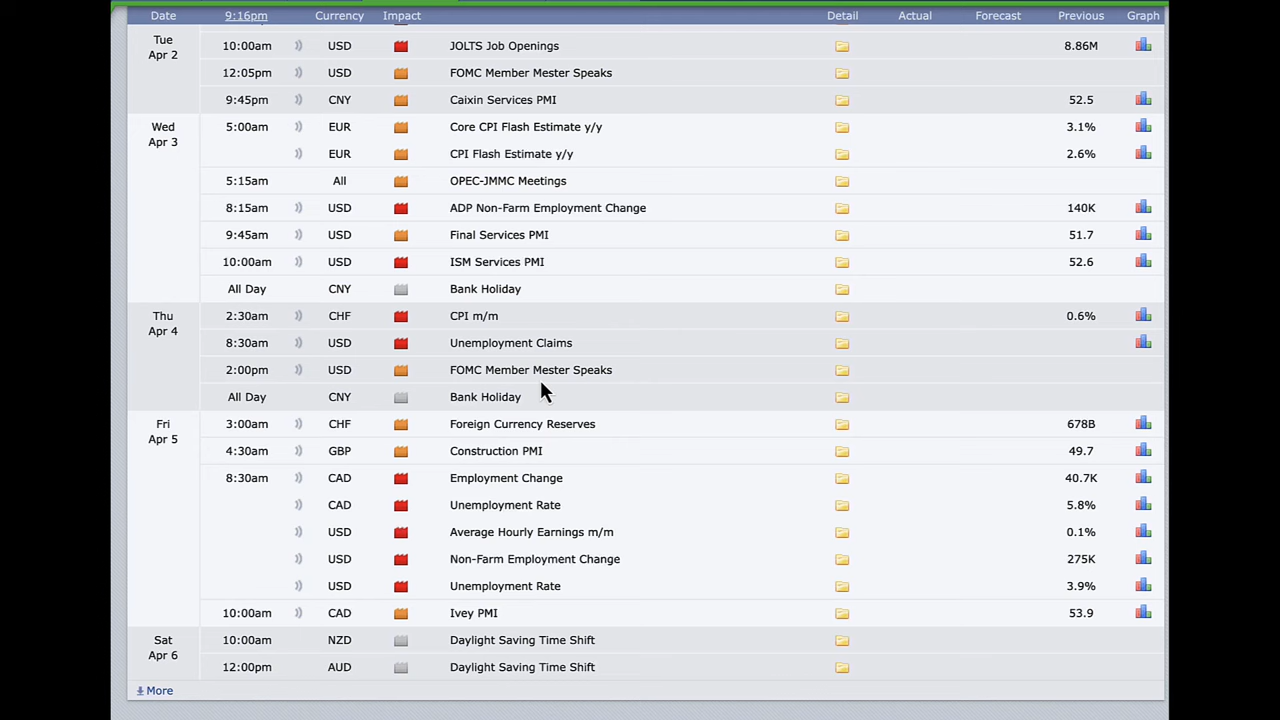 Date 9:16pm Currency Impact Detail Actual Forecast Previous Graph
Tue Apr 2 10:00am USD JOLTS Job Openings 8.86M
12:05pm USD FOMC Member Mester Speaks
9:45pm CNY Caixin Services PMI 52.5
Wed Apr 3 5:00am EUR Core CPI Flash Estimate y/y 3.1%
EUR CPI Flash Estimate y/y 2.6%
5:15am All OPEC-JMMC Meetings
8:15am USD ADP Non-Farm Employment Change 140K
9:45am USD Final Services PMI 51.7
10:00am USD ISM Services PMI 52.6
All Day CNY Bank Holiday
Thu Apr 4 2:30am CHF CPI m/m 0.6%
8:30am USD Unemployment Claims
2:00pm USD FOMC Member Mester Speaks
All Day CNY Bank Holiday
Fri Apr 5 3:00am CHF Foreign Currency Reserves 678B
4:30am GBP Construction PMI 49.7
8:30am CAD Employment Change 40.7K
CAD Unemployment Rate 5.8%
USD Average Hourly Earnings m/m 0.1%
USD Non-Farm Employment Change 275K
USD Unemployment Rate 3.9%
10:00am CAD Ivey PMI 53.9
Sat Apr 6 10:00am NZD Daylight Saving Time Shift
12:00pm AUD Daylight Saving Time Shift
More